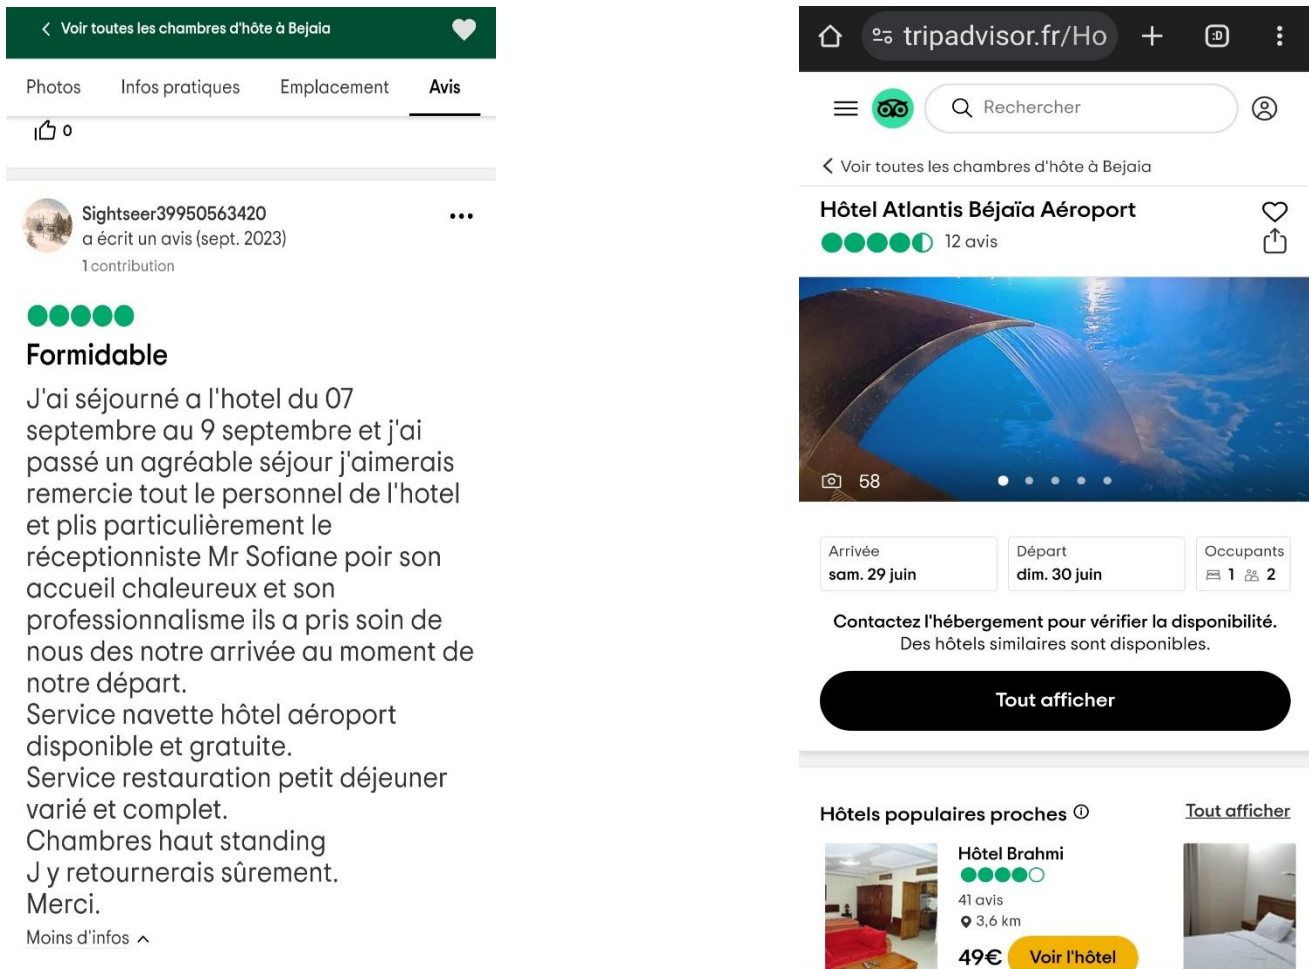 Voir toutes les chambres d'hôte à Bejaia
Photos Infos pratiques Emplacement Avis
0
Sightseer39950563420
a écrit un avis (sept. 2023)
1 contribution
Formidable
J'ai séjourné a l'hotel du 07
septembre au 9 septembre et j'ai
passé un agréable séjour j'aimerais
remercie tout le personnel de l'hotel
et plis particulièrement le
réceptionniste Mr Sofiane poir son
accueil chaleureux et son
professionnalisme ils a pris soin de
nous des notre arrivée au moment de
notre départ.
Service navette hôtel aéroport
disponible et gratuite.
Service restauration petit déjeuner
varié et complet.
Chambres haut standing
J y retournerais sûrement.
Merci.
Moins d'infos
tripadvisor.fr/Ho
:D
Rechercher
Voir toutes les chambres d'hôte à Bejaia
Hôtel Atlantis Béjaïa Aéroport
12 avis
58
Arrivée Départ Occupants
sam. 29 juin dim. 30 juin 1 2
Contactez l'hébergement pour vérifier la disponibilité.
Des hôtels similaires sont disponibles.
Tout afficher
Hôtels populaires proches Tout afficher
Hôtel Brahmi
41 avis
3,6 km
49€ Voir l'hôtel